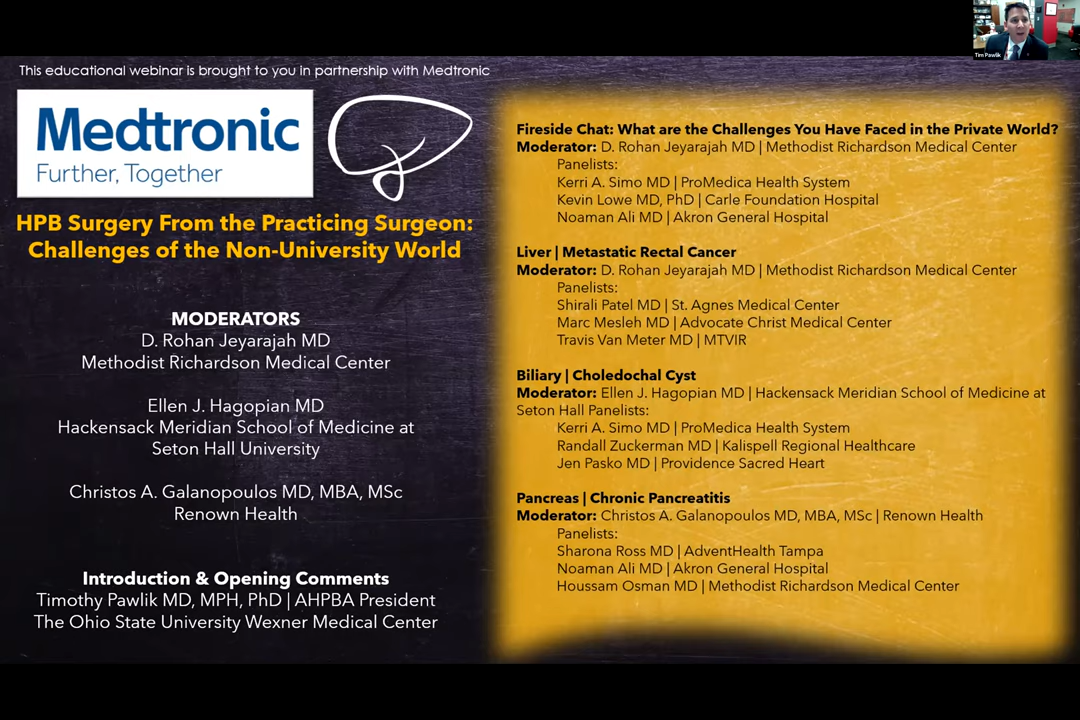 This educational webinar is brought to you in partnership with Medtronic
Medtronic
Further, Together
HPB Surgery From the Practicing Surgeon:
Challenges of the Non-University World
MODERATORS
D. Rohan Jeyarajah MD
Methodist Richardson Medical Center
Ellen J. Hagopian MD
Hackensack Meridian School of Medicine at
Seton Hall University
Christos A. Galanopoulos MD, MBA, MSc
Renown Health
Introduction & Opening Comments
Timothy Pawlik MD, MPH, PhD | AHPBA President
The Ohio State University Wexner Medical Center
Fireside Chat: What are the Challenges You Have Faced in the Private World?
Moderator: D. Rohan Jeyarajah MD | Methodist Richardson Medical Center
Panelists:
Kerri A. Simo MD | ProMedica Health System
Kevin Lowe MD, PhD | Carle Foundation Hospital
Noaman Ali MD | Akron General Hospital
Liver | Metastatic Rectal Cancer
Moderator: D. Rohan Jeyarajah MD | Methodist Richardson Medical Center
Panelists:
Shirali Patel MD | St. Agnes Medical Center
Marc Mesleh MD | Advocate Christ Medical Center
Travis Van Meter MD | MTVIR
Biliary | Choledochal Cyst
Moderator: Ellen J. Hagopian MD | Hackensack Meridian School of Medicine at
Seton Hall Panelists:
Kerri A. Simo MD | ProMedica Health System
Randall Zuckerman MD | Kalispell Regional Healthcare
Jen Pasko MD | Providence Sacred Heart
Pancreas | Chronic Pancreatitis
Moderator: Christos A. Galanopoulos MD, MBA, MSc | Renown Health
Panelists:
Sharona Ross MD | AdventHealth Tampa
Noaman Ali MD | Akron General Hospital
Houssam Osman MD | Methodist Richardson Medical Center
Tim Pawlik